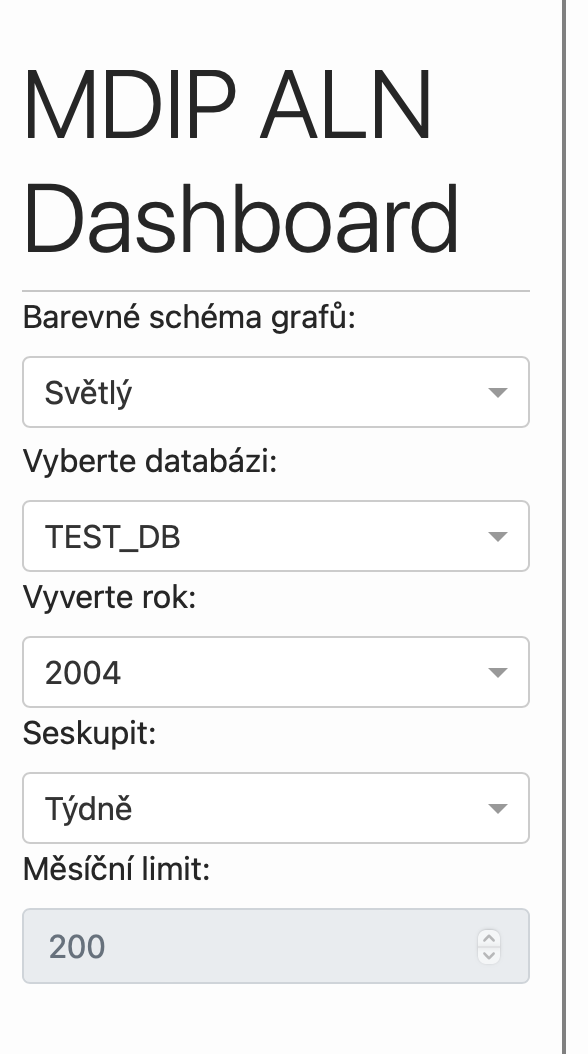 MDIP ALN
Dashboard
Barevné schéma grafů:
Světlý
Vyberte databázi:
TEST_DB
Vyverte rok:
2004
Seskupit:
Týdně
Měsíční limit:
200